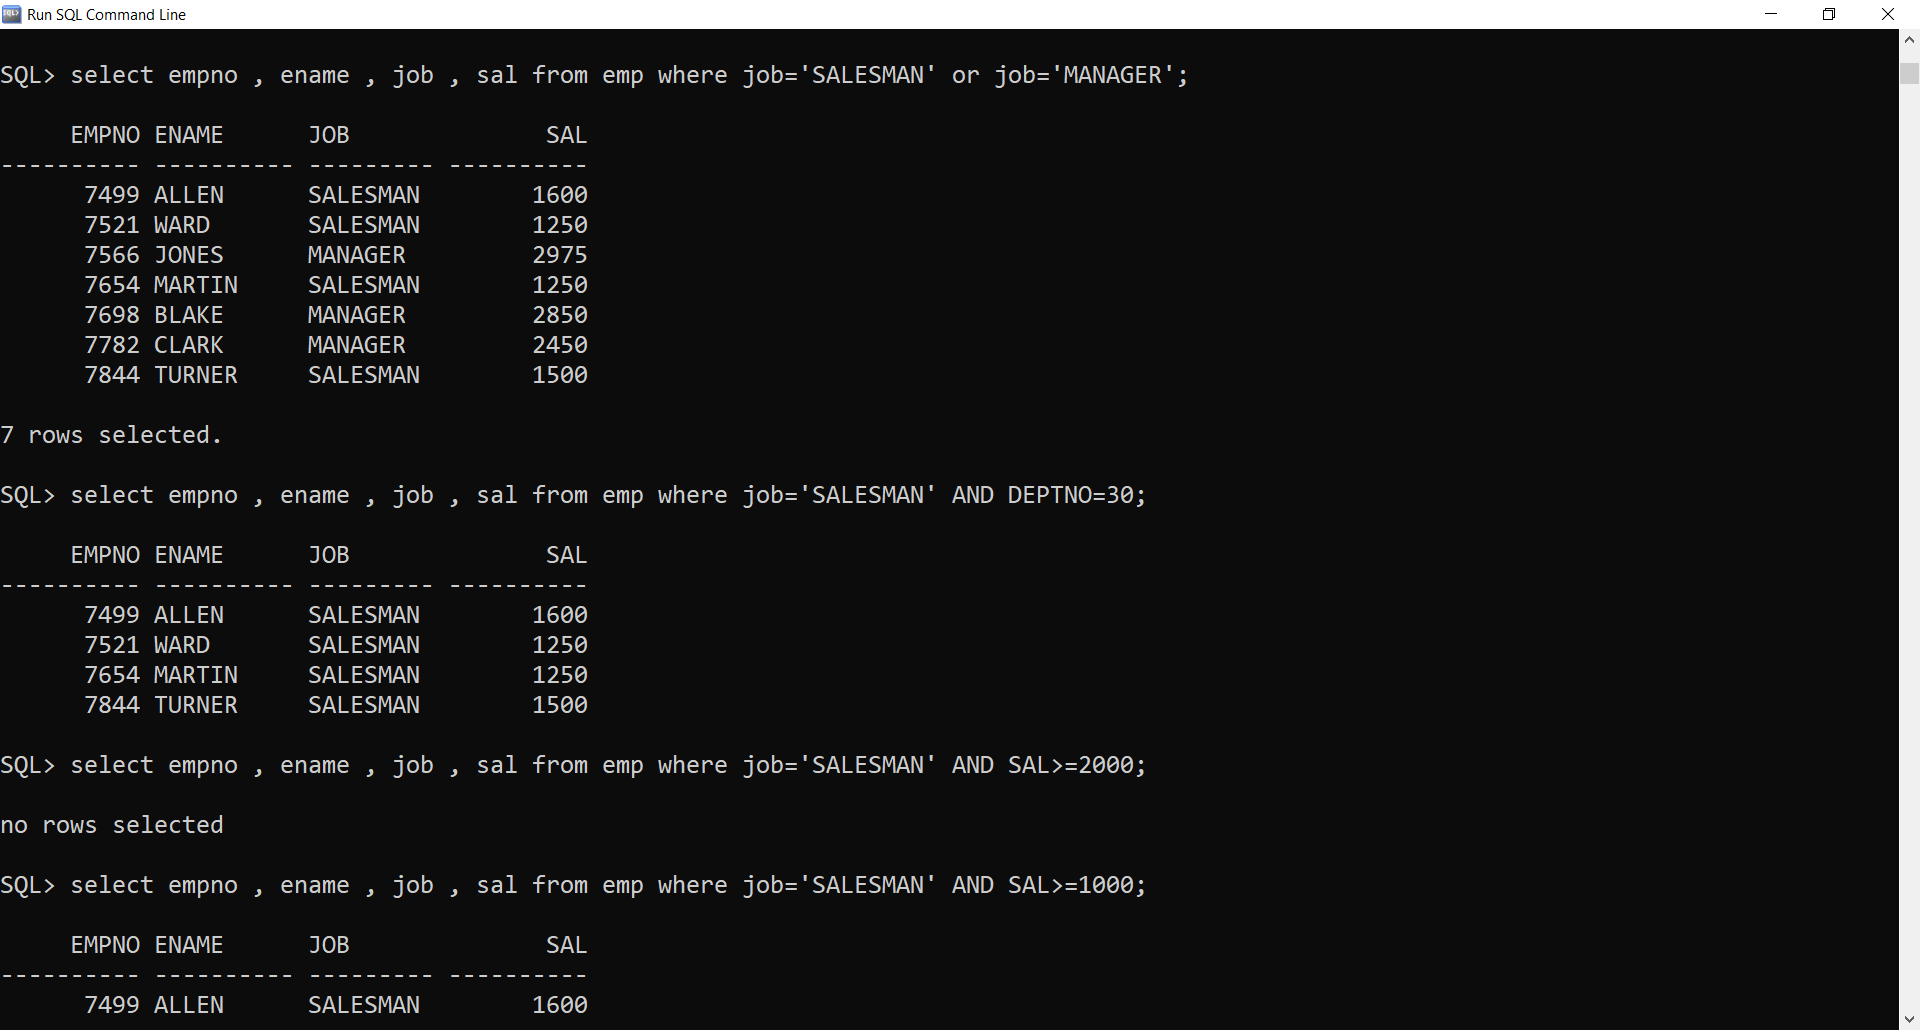 Run SQL Command Line
SQL> select empno , ename , job , sal from emp where job='SALESMAN' or job='MANAGER';
     EMPNO ENAME      JOB              SAL
---------- ---------- --------- ----------
      7499 ALLEN      SALESMAN        1600
      7521 WARD       SALESMAN        1250
      7566 JONES      MANAGER         2975
      7654 MARTIN     SALESMAN        1250
      7698 BLAKE      MANAGER         2850
      7782 CLARK      MANAGER         2450
      7844 TURNER     SALESMAN        1500
7 rows selected.
SQL> select empno , ename , job , sal from emp where job='SALESMAN' AND DEPTNO=30;
     EMPNO ENAME      JOB              SAL
---------- ---------- --------- ----------
      7499 ALLEN      SALESMAN        1600
      7521 WARD       SALESMAN        1250
      7654 MARTIN     SALESMAN        1250
      7844 TURNER     SALESMAN        1500
SQL> select empno , ename , job , sal from emp where job='SALESMAN' AND SAL>=2000;
no rows selected
SQL> select empno , ename , job , sal from emp where job='SALESMAN' AND SAL>=1000;
     EMPNO ENAME      JOB              SAL
---------- ---------- --------- ----------
      7499 ALLEN      SALESMAN        1600